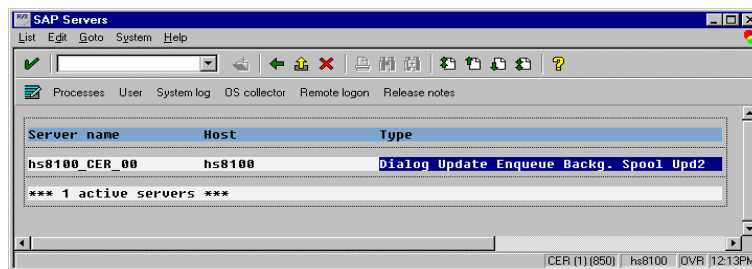 SAP Servers
List Edit Goto System Help
Processes User System log OS collector Remote logon Release notes
Server name Host Type
hs8100_CER_00 hs8100 Dialog Update Enqueue Backg. Spool Upd2
*** 1 active servers ***
CER (1) (850) hs8100 OVR 12:13PM